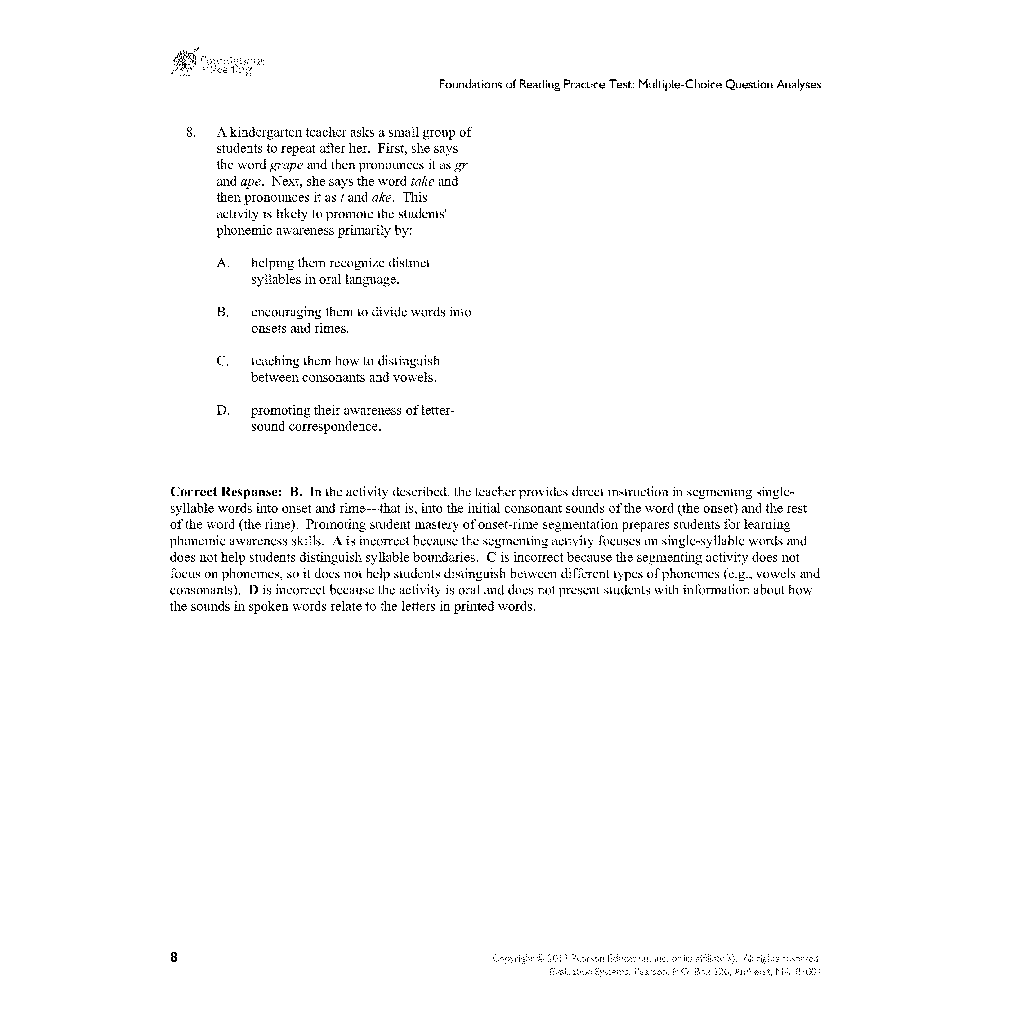 Foundations of Reading Practice Test: Multiple-Choice Question Analyses
8. A kindergarten teacher asks a small group of
students to repeat after her. First, she says
the word grape and then pronounces it as gr
and ape. Next, she says the word take and
then pronounces it as t and ake. This
activity is likely to promote the students'
phonemic awareness primarily by:
A. helping them recognize distinct
syllables in oral language.
B. encouraging them to divide words into
onsets and rimes.
C. teaching them how to distinguish
between consonants and vowels.
D. promoting their awareness of letter-
sound correspondence.
Correct Response: B. In the activity described, the teacher provides direct instruction in segmenting single-
syllable words into onset and rime—that is, into the initial consonant sounds of the word (the onset) and the rest
of the word (the rime). Promoting student mastery of onset-rime segmentation prepares students for learning
phonemic awareness skills. A is incorrect because the segmenting activity focuses on single-syllable words and
does not help students distinguish syllable boundaries. C is incorrect because the segmenting activity does not
focus on phonemes, so it does not help students distinguish between different types of phonemes (e.g., vowels and
consonants). D is incorrect because the activity is oral and does not present students with information about how
the sounds in spoken words relate to the letters in printed words.
8
Copyright © Pearson Education, Inc. or its affiliate(s). All rights reserved.
Evaluation Systems, Pearson, P.O. Box 226, Amherst, MA